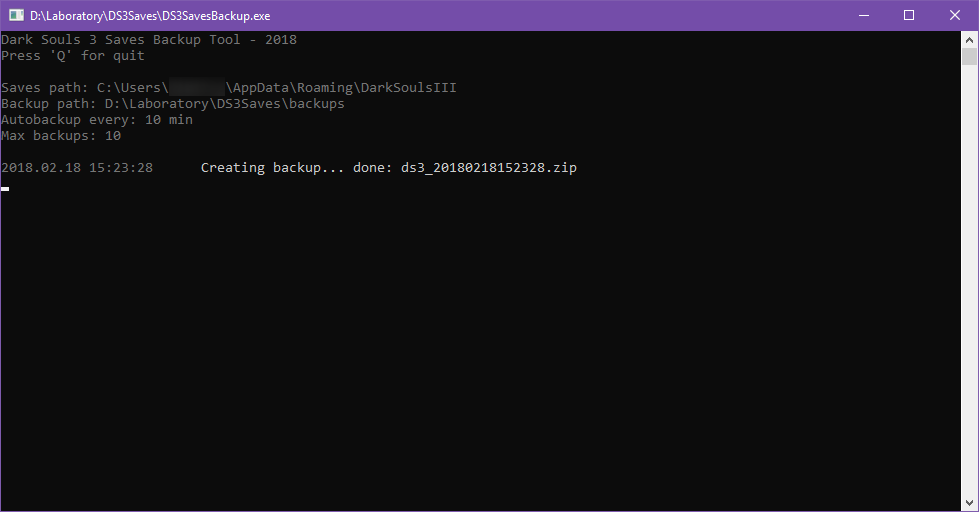 D:\Laboratory\DS3Saves\DS3SavesBackup.exe
Dark Souls 3 Saves Backup Tool - 2018
Press 'Q' for quit
Saves path: C:\Users\ \AppData\Roaming\DarkSoulsIII
Backup path: D:\Laboratory\DS3Saves\backups
Autobackup every: 10 min
Max backups: 10
2018.02.18 15:23:28 Creating backup... done: ds3_20180218152328.zip